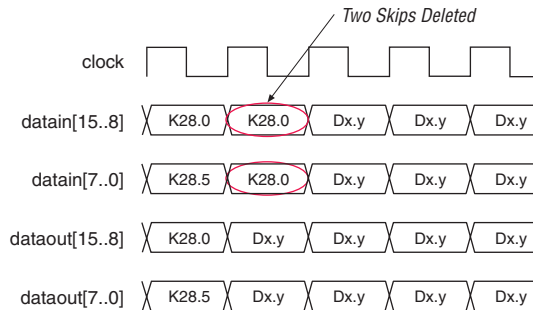 Two Skips Deleted
clock
datain[15..8] K28.0 K28.0 Dx.y Dx.y Dx.y
datain[7..0] K28.5 K28.0 Dx.y Dx.y Dx.y
dataout[15..8] K28.0 Dx.y Dx.y Dx.y Dx.y
dataout[7..0] K28.5 Dx.y Dx.y Dx.y Dx.y